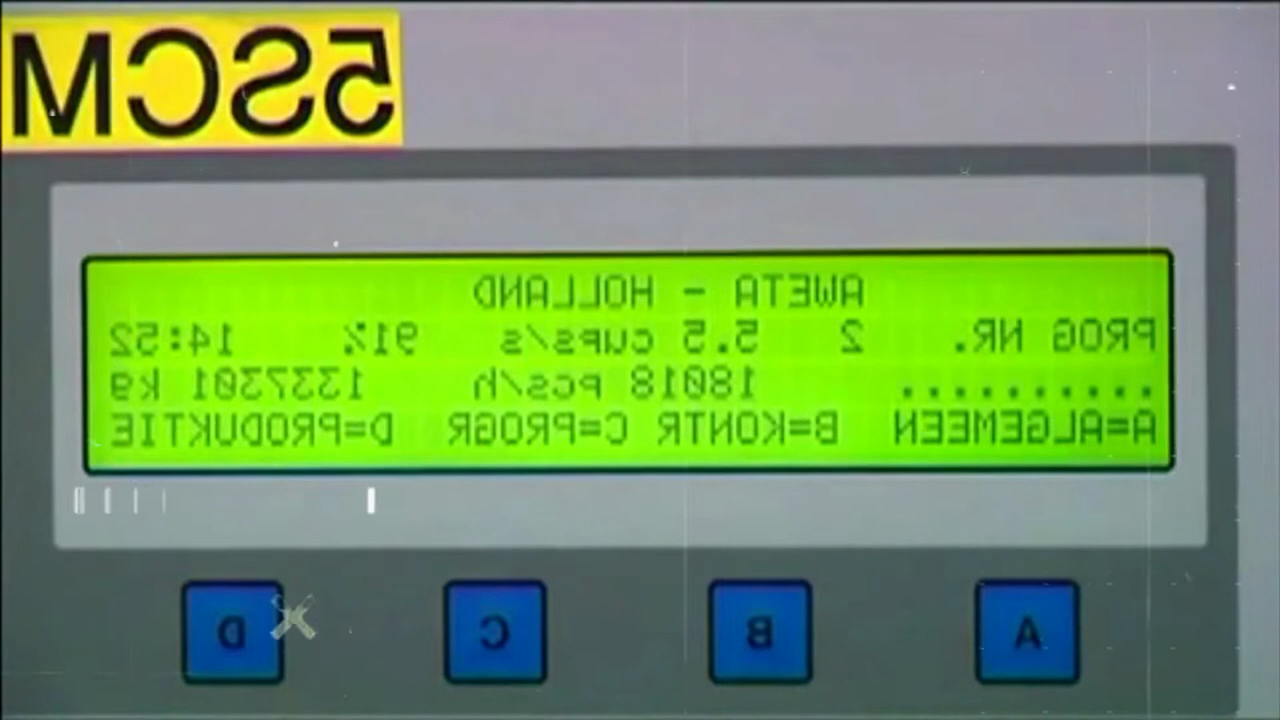 5SCM
AWETA - HOLLAND
PROG NR. 2 5.5 cups/s 91% 14:52
.......... 18018 pcs/h 1337301 kg
A=ALGEMEEN B=KONTR C=PROGR D=PRODUKTIE
A B C D